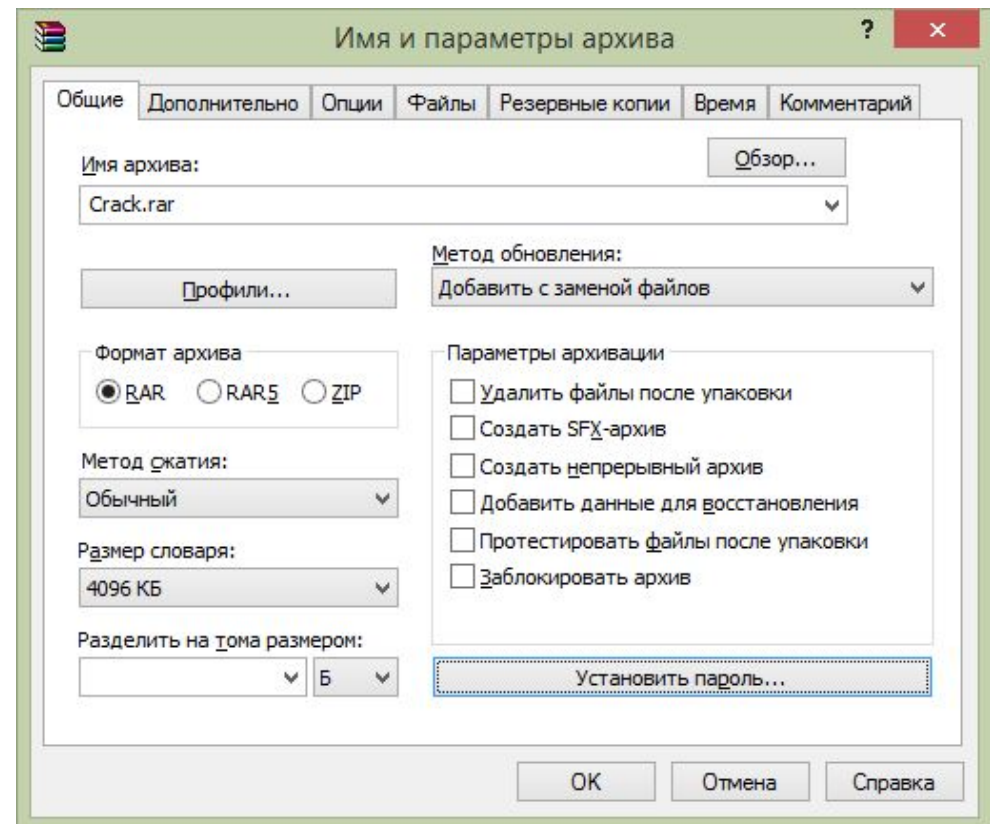 Имя и параметры архива ? ×
Общие Дополнительно Опции Файлы Резервные копии Время Комментарий
Имя архива:
Обзор...
Crack.rar
Профили...
Метод обновления:
Добавить с заменой файлов
Формат архива
RAR RAR5 ZIP
Метод сжатия:
Обычный
Размер словаря:
4096 КБ
Разделить на тома размером:
Б
Параметры архивации
Удалить файлы после упаковки
Создать SFX-архив
Создать непрерывный архив
Добавить данные для восстановления
Протестировать файлы после упаковки
Заблокировать архив
Установить пароль...
OK Отмена Справка